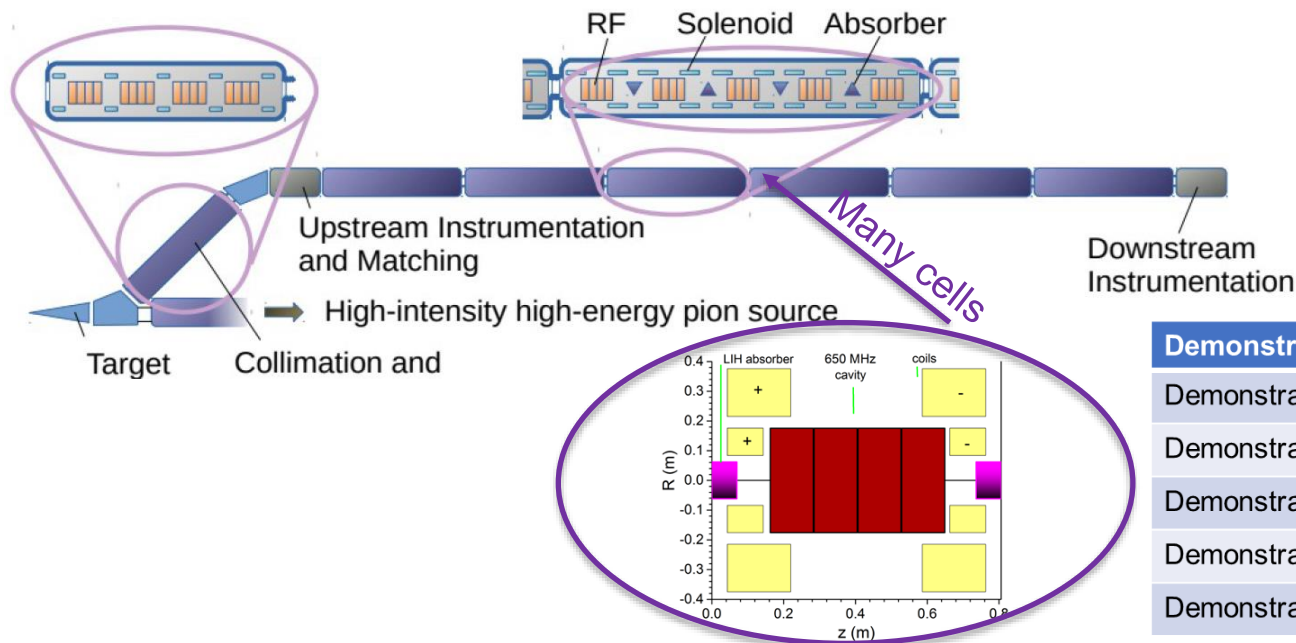 RF
Solenoid
Absorber
Upstream Instrumentation
and Matching
Many cells
Downstream
Instrumentation
High-intensity high-energy pion source
Target
Collimation and
LIH absorber
650 MHz
cavity
coils
0.4
0.3
0.2
0.1
0.0
-0.1
-0.2
-0.3
-0.4
R (m)
+
-
+
-
0.0
0.2
0.4
0.6
0.8
z (m)
Demonstr
Demonstra
Demonstra
Demonstra
Demonstra
Demonstra